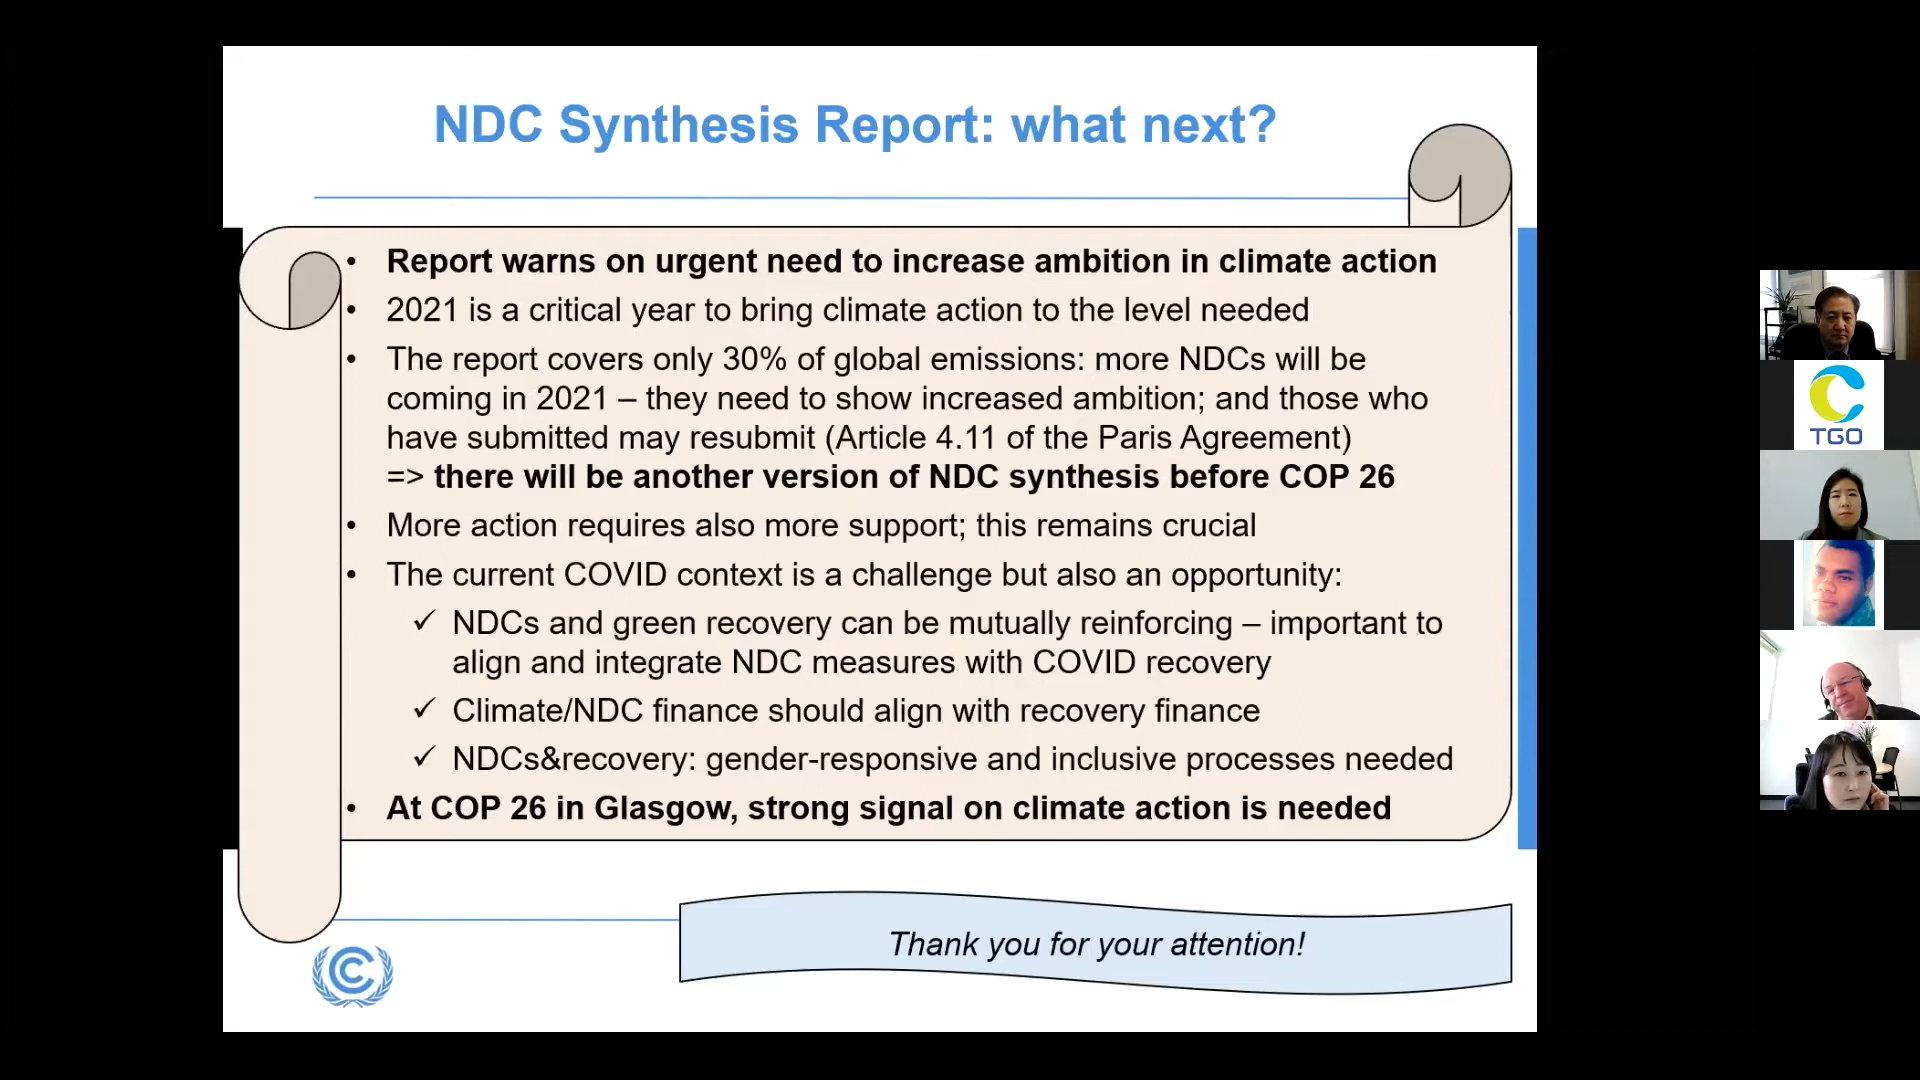 NDC Synthesis Report: what next?
• Report warns on urgent need to increase ambition in climate action
• 2021 is a critical year to bring climate action to the level needed
• The report covers only 30% of global emissions: more NDCs will be
coming in 2021 – they need to show increased ambition; and those who
have submitted may resubmit (Article 4.11 of the Paris Agreement)
=> there will be another version of NDC synthesis before COP 26
• More action requires also more support; this remains crucial
• The current COVID context is a challenge but also an opportunity:
✓ NDCs and green recovery can be mutually reinforcing – important to
align and integrate NDC measures with COVID recovery
✓ Climate/NDC finance should align with recovery finance
✓ NDCs&recovery: gender-responsive and inclusive processes needed
• At COP 26 in Glasgow, strong signal on climate action is needed
Thank you for your attention!
TGO